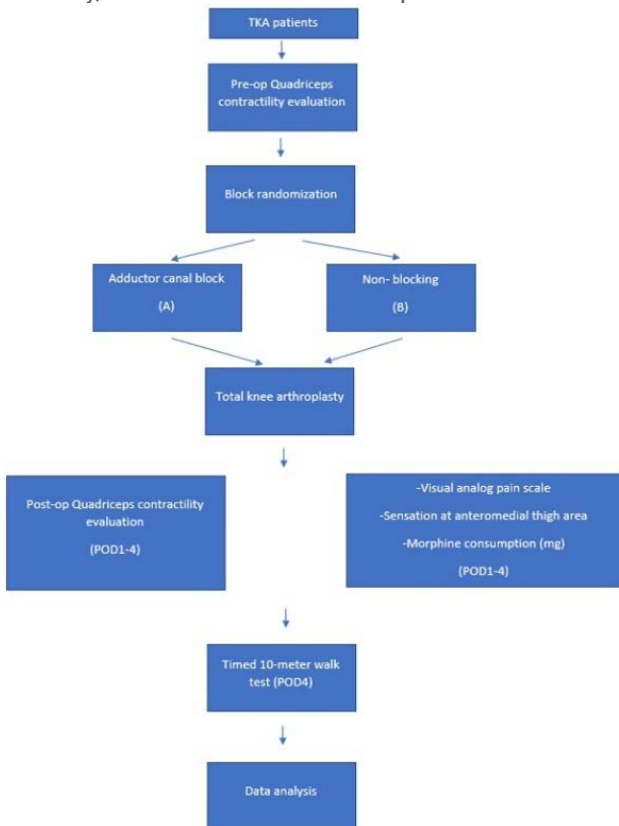 TKA patients
Pre-op Quadriceps
contractility evaluation
Block randomization
Adductor canal block
(A)
Non- blocking
(B)
Total knee arthroplasty
Post-op Quadriceps contractility
evaluation
(POD1-4)
-Visual analog pain scale
-Sensation at anteromedial thigh area
-Morphine consumption (mg)
(POD1-4)
Timed 10-meter walk
test (POD4)
Data analysis